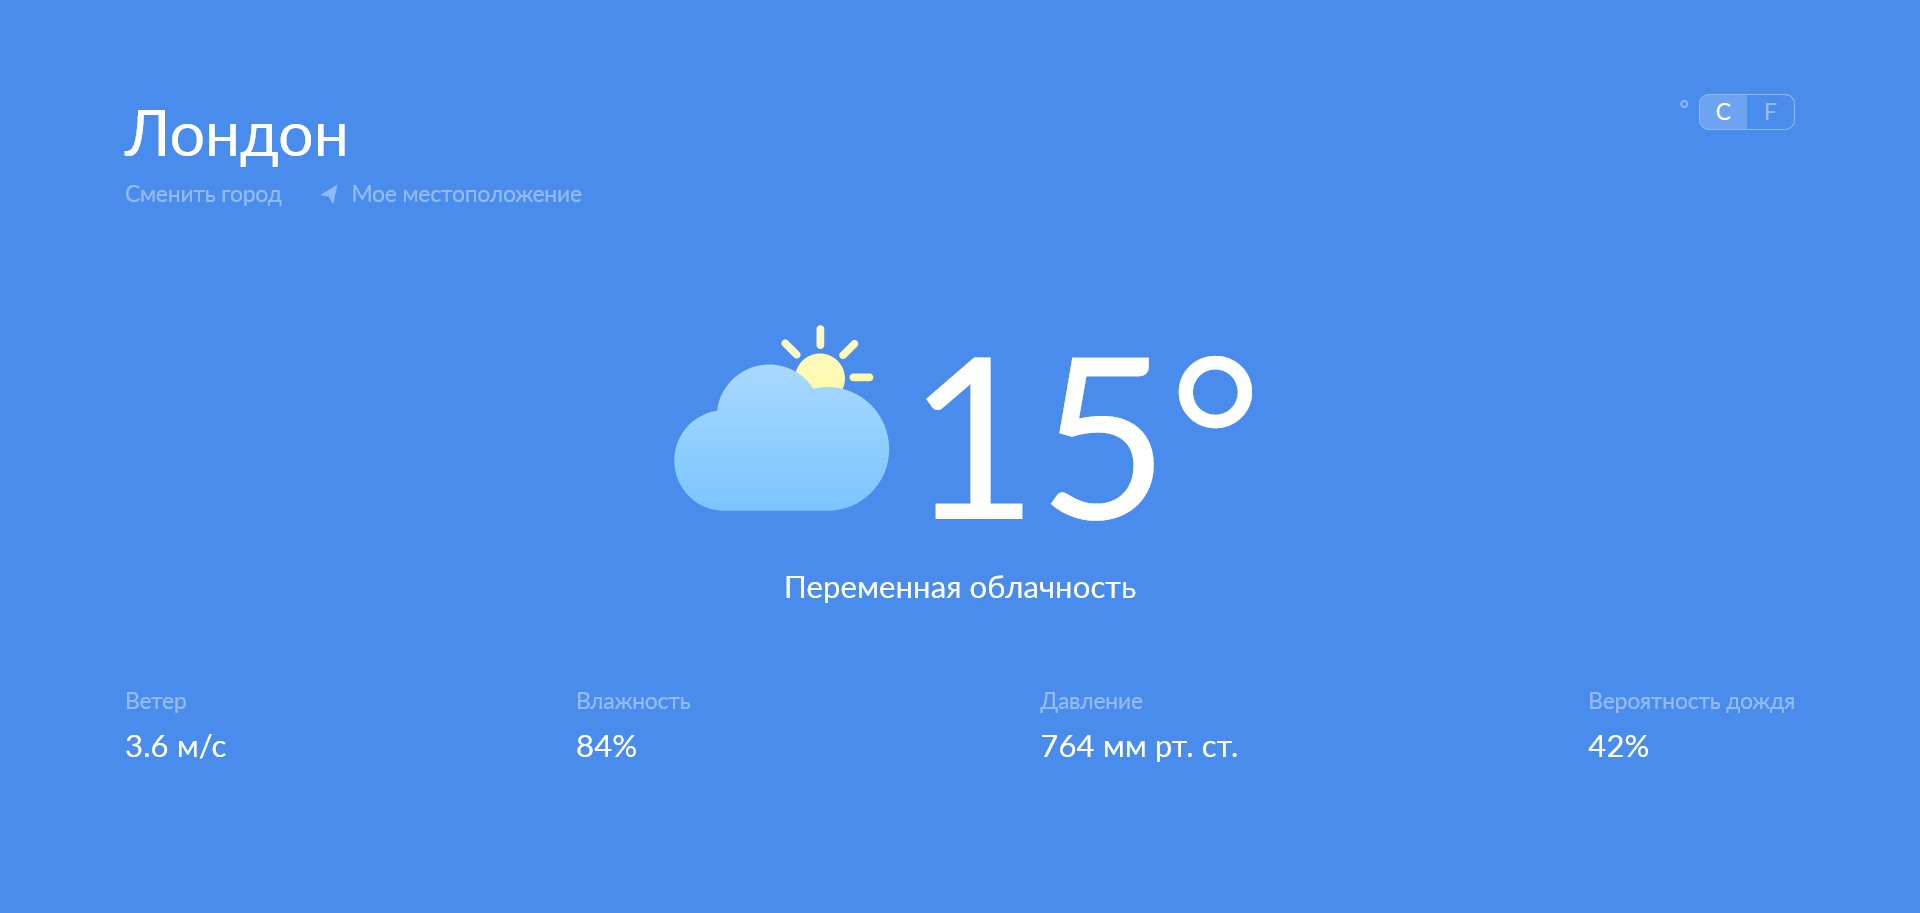 Лондон
° C F
Сменить город Мое местоположение
15°
Переменная облачность
Ветер Влажность Давление Вероятность дождя
3.6 м/с 84% 764 мм рт. ст. 42%